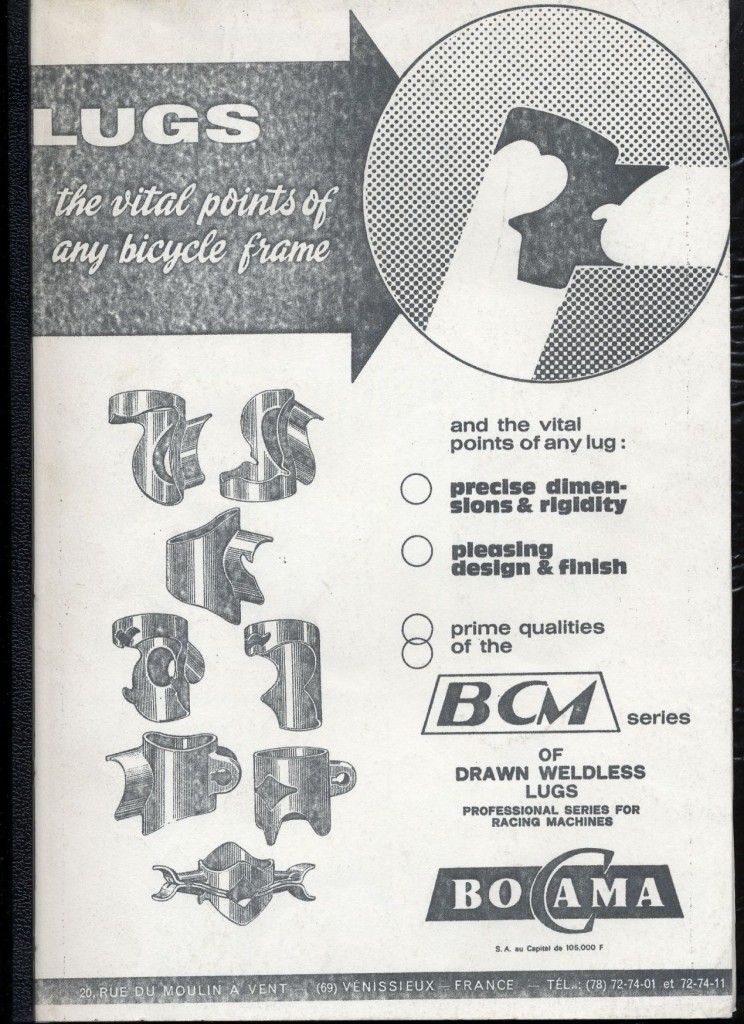 LUGS
the vital points of
any bicycle frame
and the vital
points of any lug :
precise dimen-
sions & rigidity
pleasing
design & finish
prime qualities
of the
BCM series
OF
DRAWN WELDLESS
LUGS
PROFESSIONAL SERIES FOR
RACING MACHINES
BOCAMA
S. A. au Capital de 105.000 F
20, RUE DU MOULIN A VENT — (69) VÉNISSIEUX — FRANCE — TÉL. : (78) 72-74-01 et 72-74-11